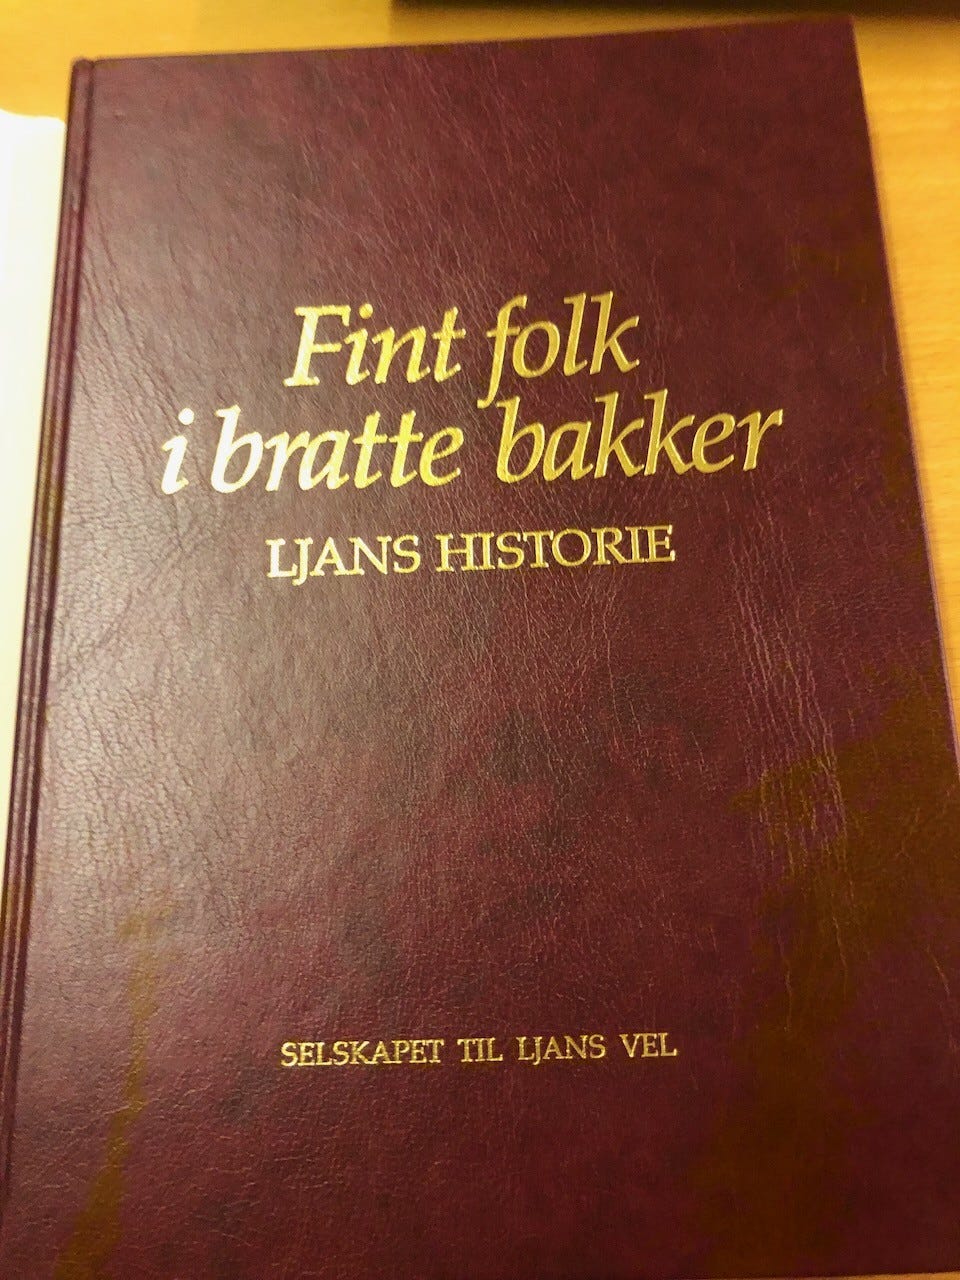 Fint folk
i bratte bakker
LJANS HISTORIE
SELSKAPET TIL LJANS VEL